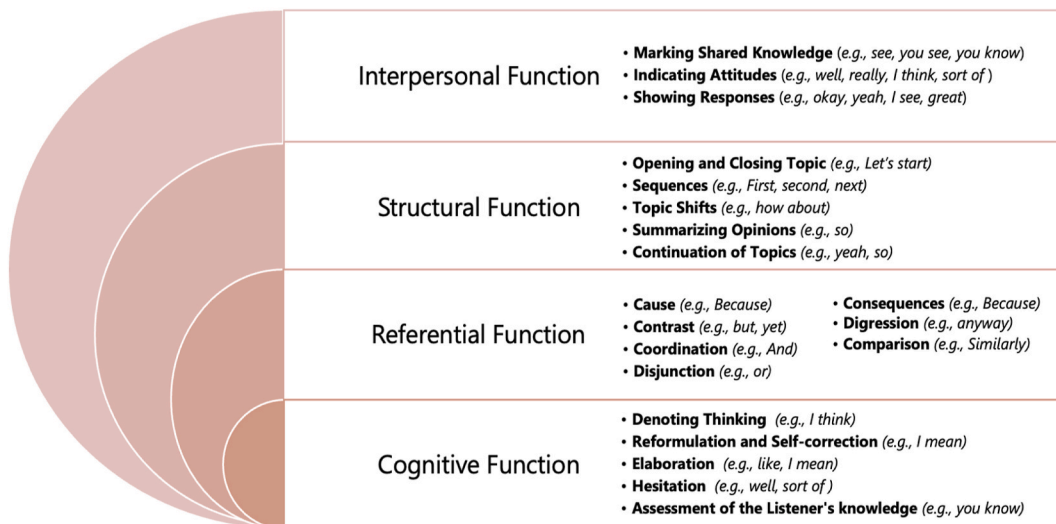 Interpersonal Function
• Marking Shared Knowledge (e.g., see, you see, you know)
• Indicating Attitudes (e.g., well, really, I think, sort of )
• Showing Responses (e.g., okay, yeah, I see, great)
Structural Function
• Opening and Closing Topic (e.g., Let's start)
• Sequences (e.g., First, second, next)
• Topic Shifts (e.g., how about)
• Summarizing Opinions (e.g., so)
• Continuation of Topics (e.g., yeah, so)
Referential Function
• Cause (e.g., Because)
• Contrast (e.g., but, yet)
• Coordination (e.g., And)
• Disjunction (e.g., or)
• Consequences (e.g., Because)
• Digression (e.g., anyway)
• Comparison (e.g., Similarly)
Cognitive Function
• Denoting Thinking (e.g., I think)
• Reformulation and Self-correction (e.g., I mean)
• Elaboration (e.g., like, I mean)
• Hesitation (e.g., well, sort of )
• Assessment of the Listener's knowledge (e.g., you know)